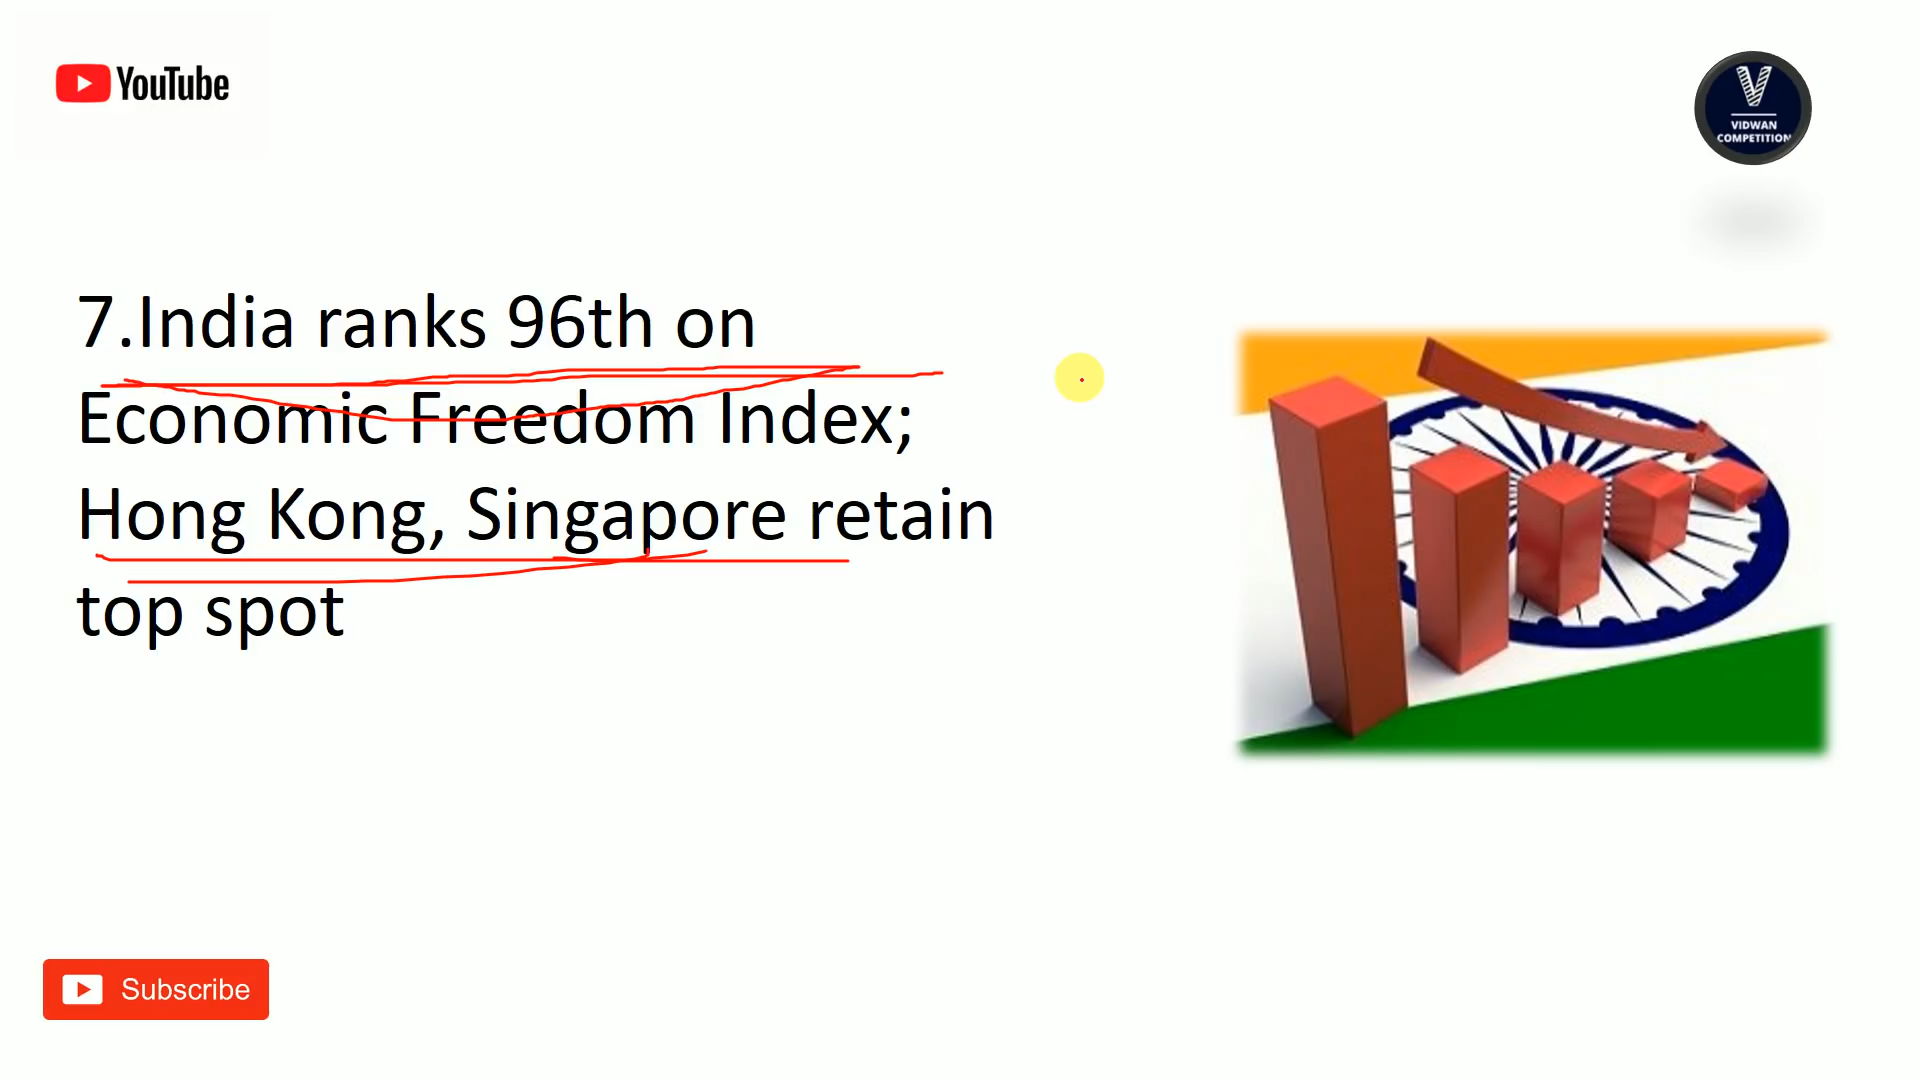 YouTube
V
VIDWAN
COMPETITION
7.India ranks 96th on
Economic Freedom Index;
Hong Kong, Singapore retain
top spot
Subscribe